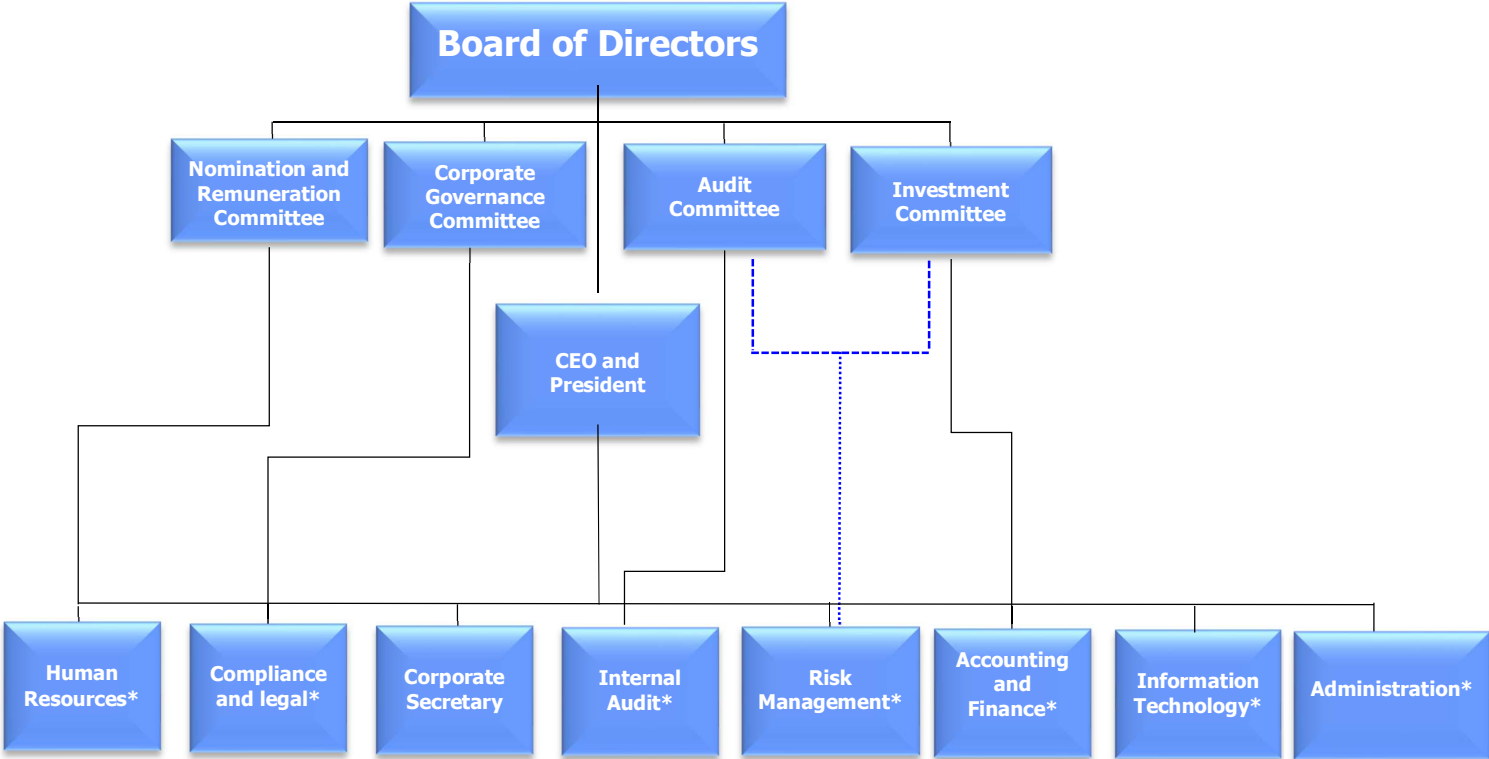 Board of Directors
Nomination and
Remuneration
Committee
Corporate
Governance
Committee
Audit
Committee
Investment
Committee
CEO and
President
Human
Resources*
Compliance
and legal*
Corporate
Secretary
Internal
Audit*
Risk
Management*
Accounting
and
Finance*
Information
Technology*
Administration*